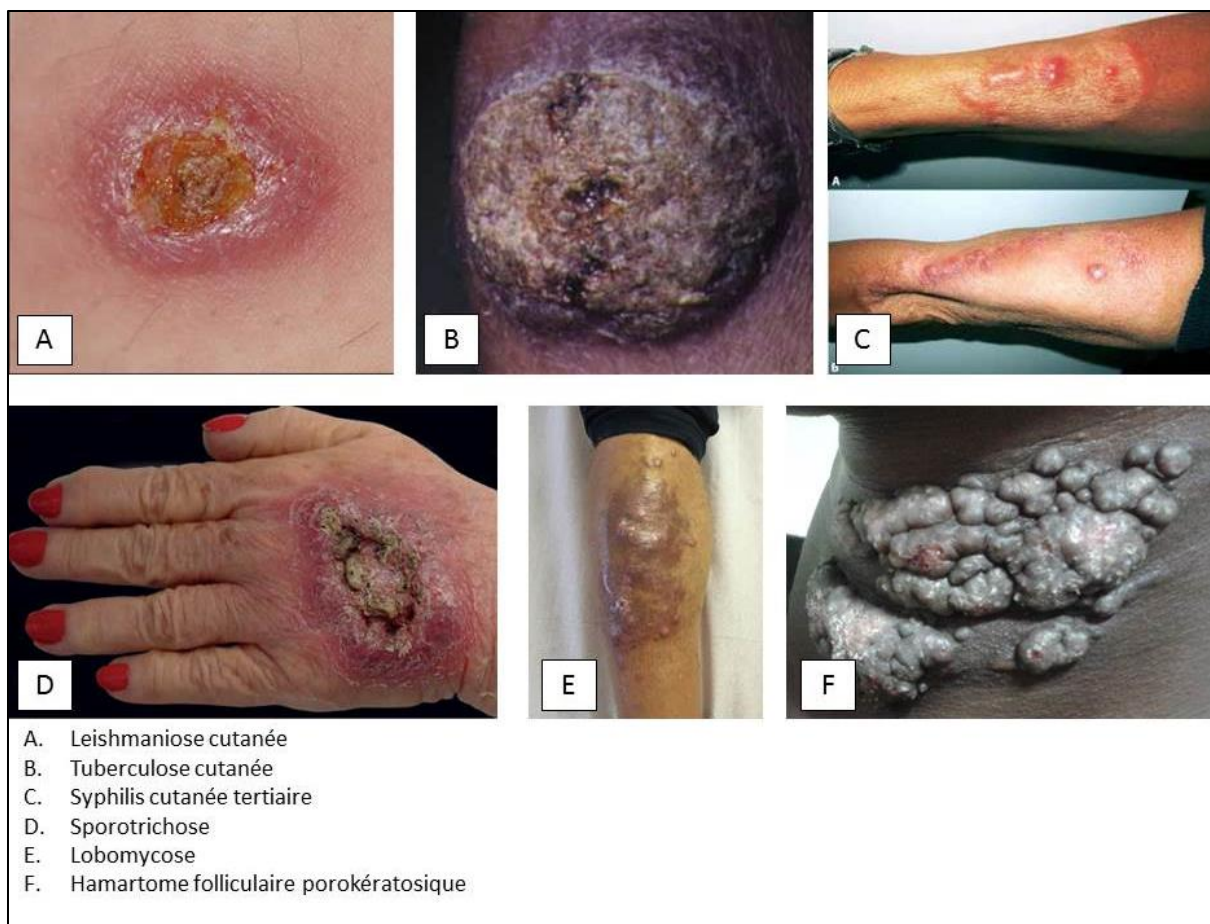 A
B
A
B
C
D
E
F
A. Leishmaniose cutanée
B. Tuberculose cutanée
C. Syphilis cutanée tertiaire
D. Sporotrichose
E. Lobomycose
F. Hamartome folliculaire porokératosique